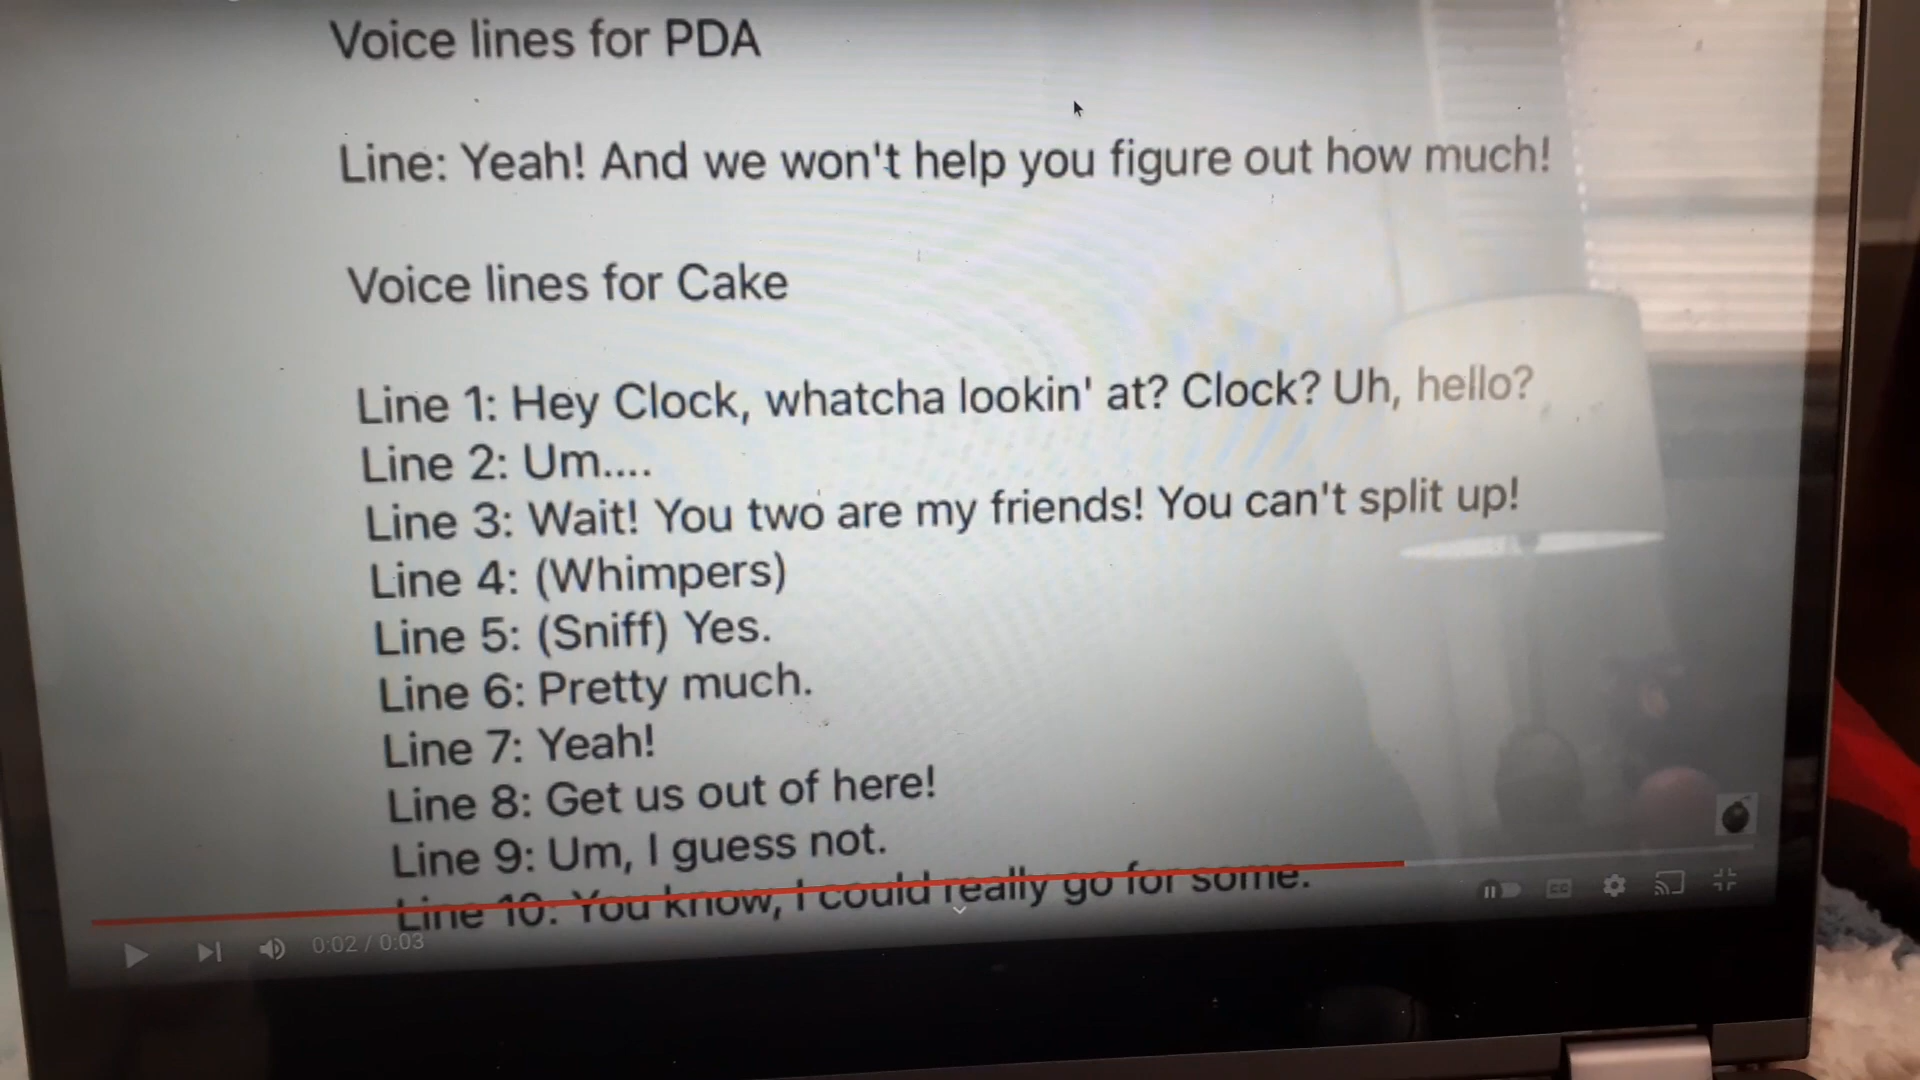 Voice lines for PDA
Line: Yeah! And we won't help you figure out how much!
Voice lines for Cake
Line 1: Hey Clock, whatcha lookin' at? Clock? Uh, hello?
Line 2: Um....
Line 3: Wait! You two are my friends! You can't split up!
Line 4: (Whimpers)
Line 5: (Sniff) Yes.
Line 6: Pretty much.
Line 7: Yeah!
Line 8: Get us out of here!
Line 9: Um, I guess not.
Line 10: You know, I could really go for some.
0:02 / 0:03
CC